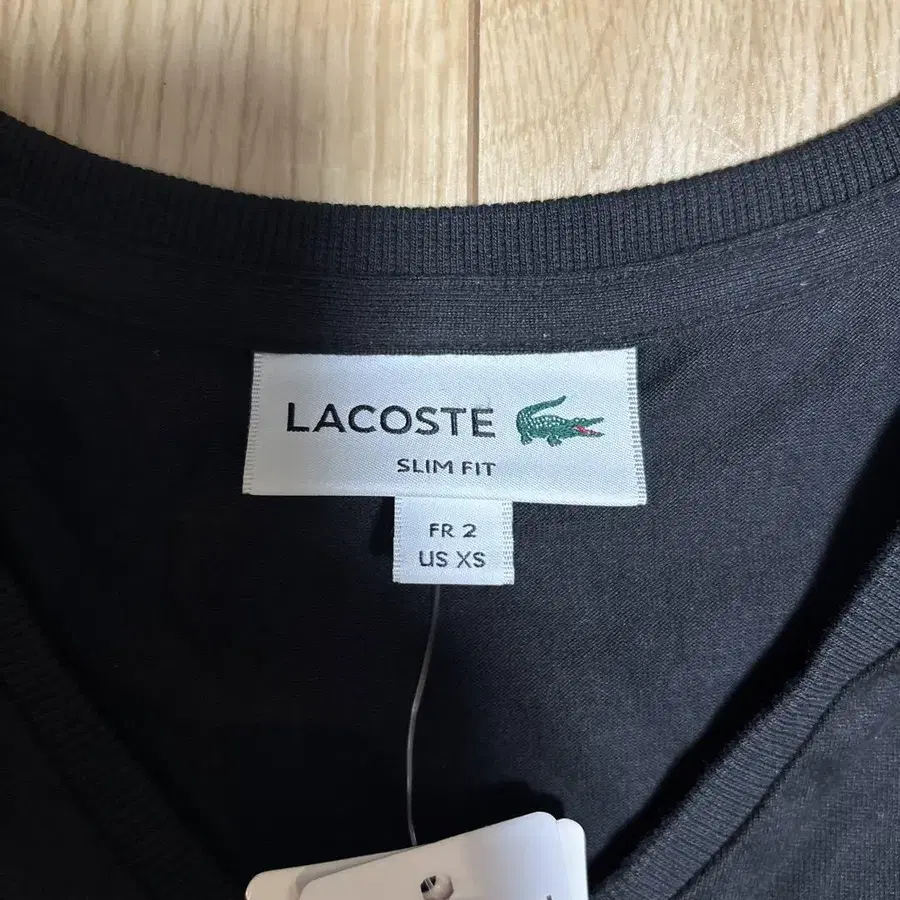 LACOSTE
SLIM FIT
FR 2
US XS